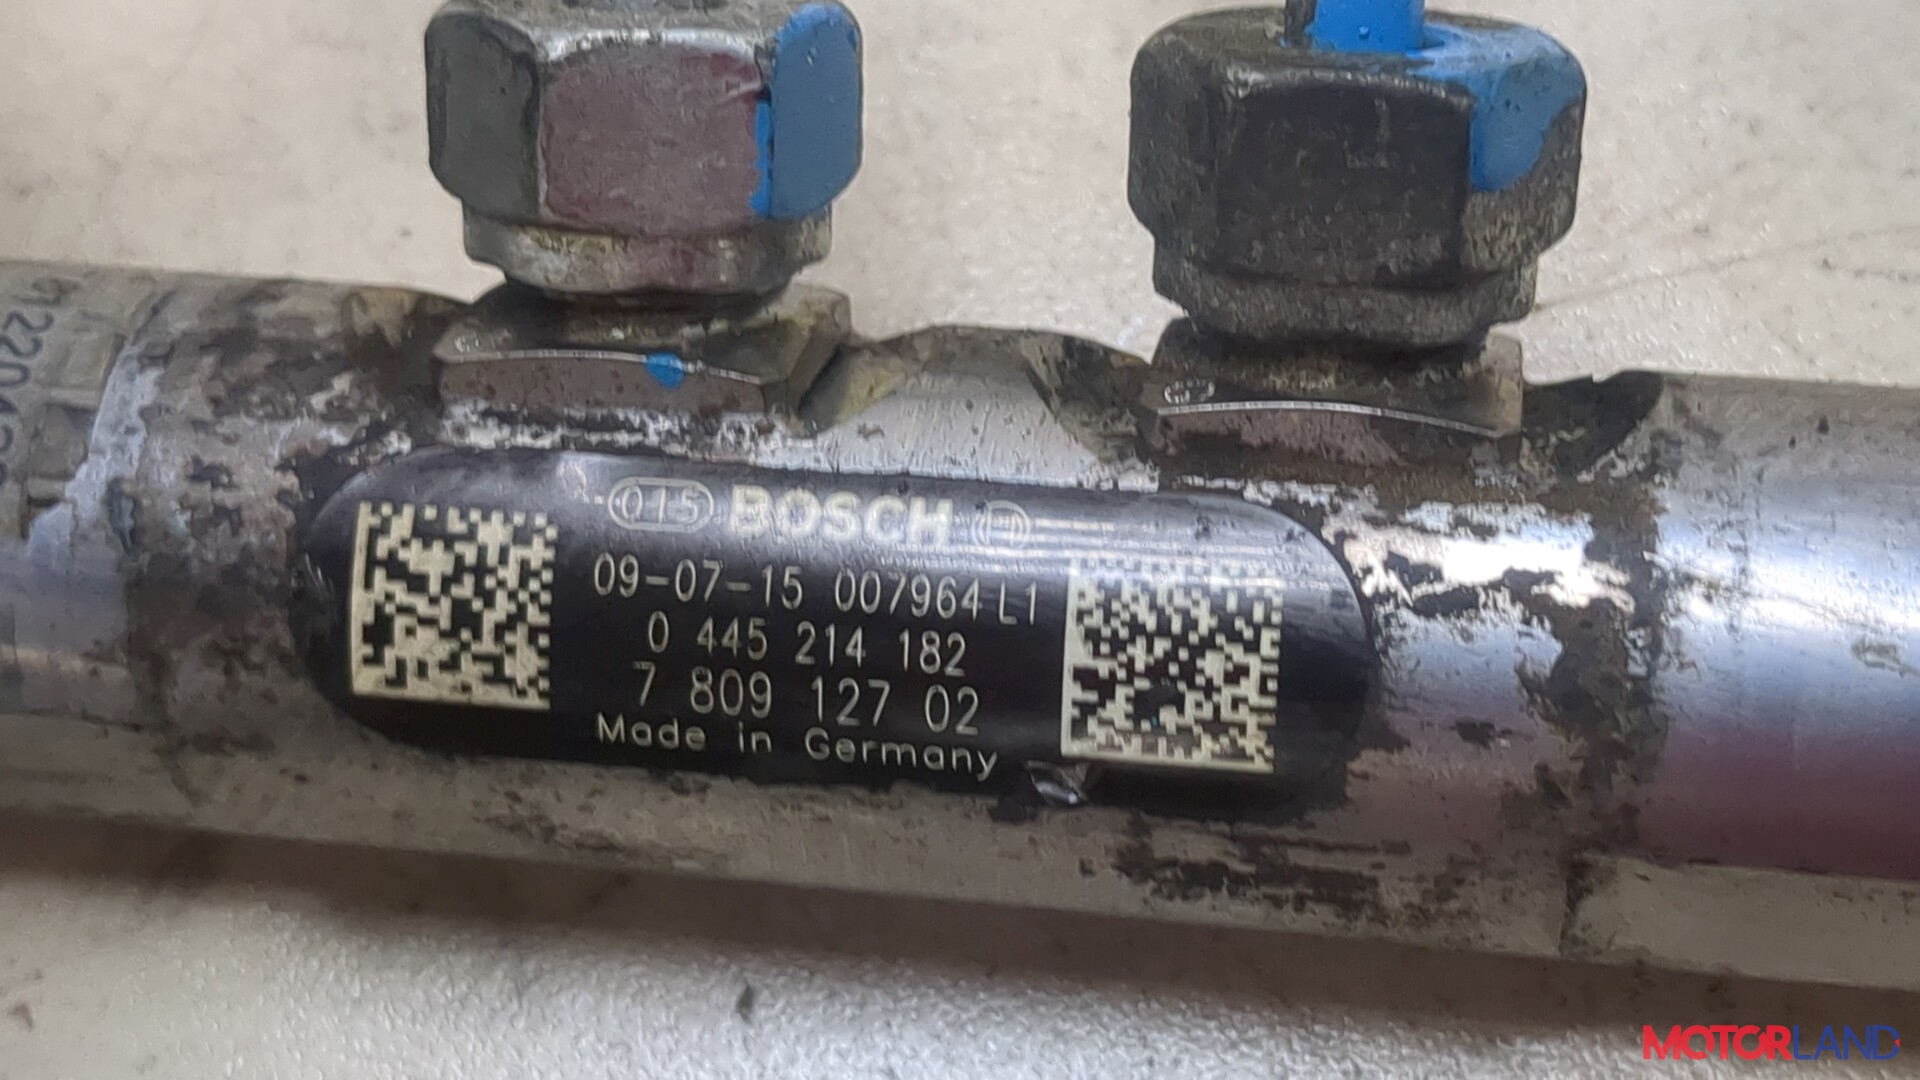 015 BOSCH
09-07-15 007964 L1
0 445 214 182
7 809 127 02
Made in Germany
MOTORLAND